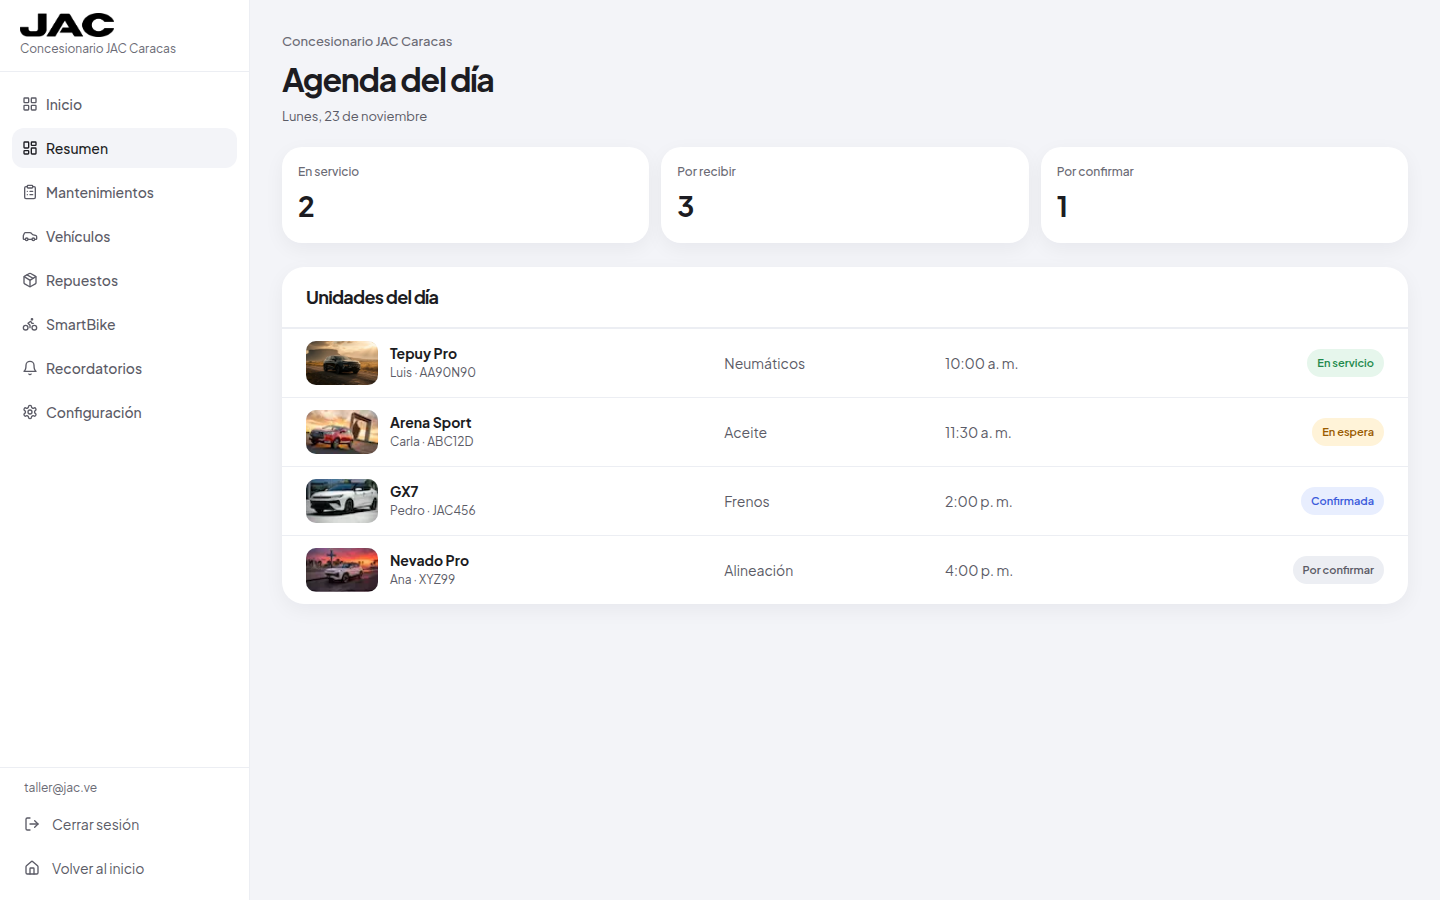 JAC
Concesionario JAC Caracas
Inicio
Resumen
Mantenimientos
Vehículos
Repuestos
SmartBike
Recordatorios
Configuración
taller@jac.ve
Cerrar sesión
Volver al inicio
Concesionario JAC Caracas
Agenda del día
Lunes, 23 de noviembre
En servicio
2
Por recibir
3
Por confirmar
1
Unidades del día
Tepuy Pro
Luis · AA90N90
Neumáticos
10:00 a. m.
En servicio
Arena Sport
Carla · ABC12D
Aceite
11:30 a. m.
En espera
GX7
Pedro · JAC456
Frenos
2:00 p. m.
Confirmada
Nevado Pro
Ana · XYZ99
Alineación
4:00 p. m.
Por confirmar